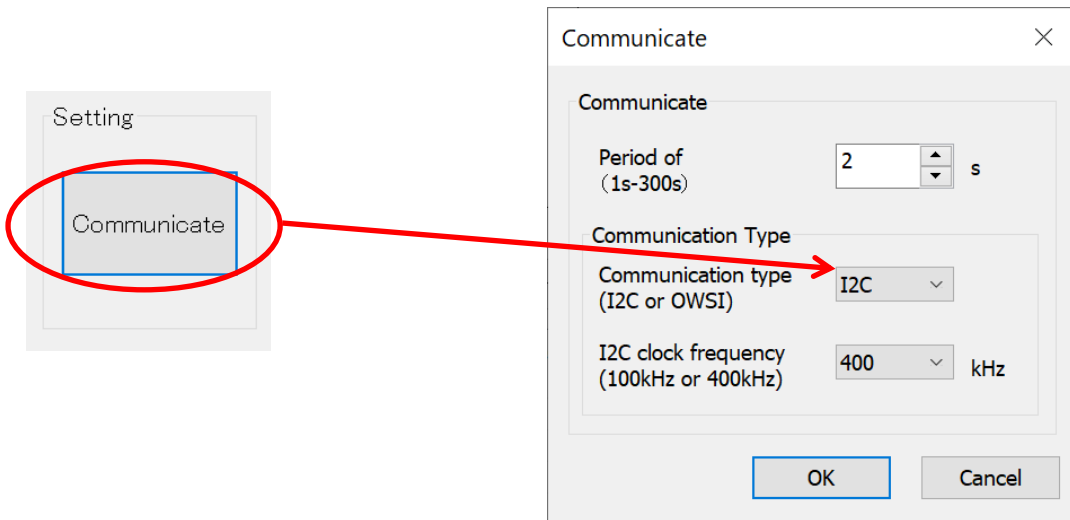 Setting
Communicate
Communicate
Communicate
Period of
（1s-300s）
2
s
Communication Type
Communication type
(I2C or OWSI)
I2C
I2C clock frequency
(100kHz or 400kHz)
400
kHz
OK
Cancel